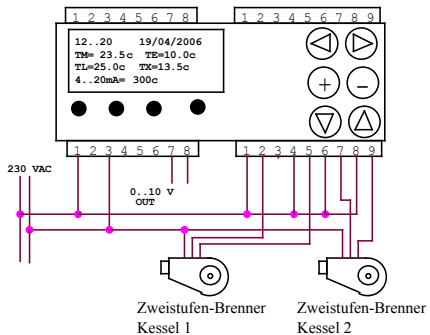 1 2 3 4 5 6 7 8
1 2 3 4 5 6 7 8 9
12..20 19/04/2006
TM= 23.5c TE=10.0c
TL=25.0c TX=13.5c
4..20mA= 300c
+ -
1 2 3 4 5 6 7 8
1 2 3 4 5 6 7 8 9
230 VAC
0..10 V
OUT
Zweistufen-Brenner
Kessel 1
Zweistufen-Brenner
Kessel 2